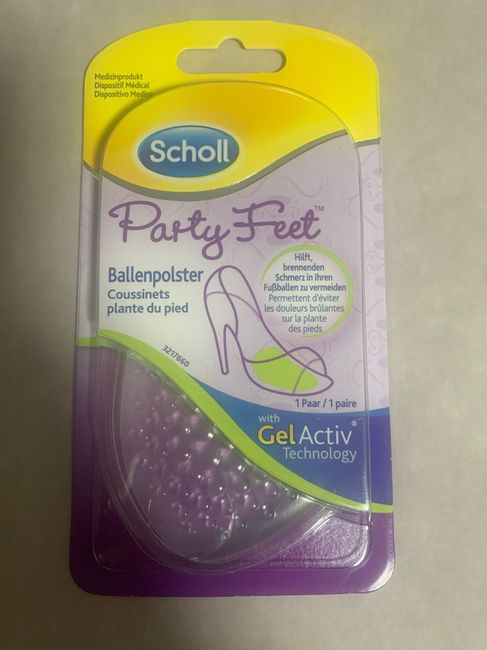 Medizinprodukt
Dispositif Médical
Dispositivo Medico
Scholl
Party Feet™
Ballenpolster
Coussinets
plante du pied
Hilft,
brennenden
Schmerz in Ihren
Fußballen zu vermeiden
Permettent d'éviter
les douleurs brûlantes
sur la plante
des pieds
3217660
1 Paar / 1 paire
with
GelActiv®
Technology